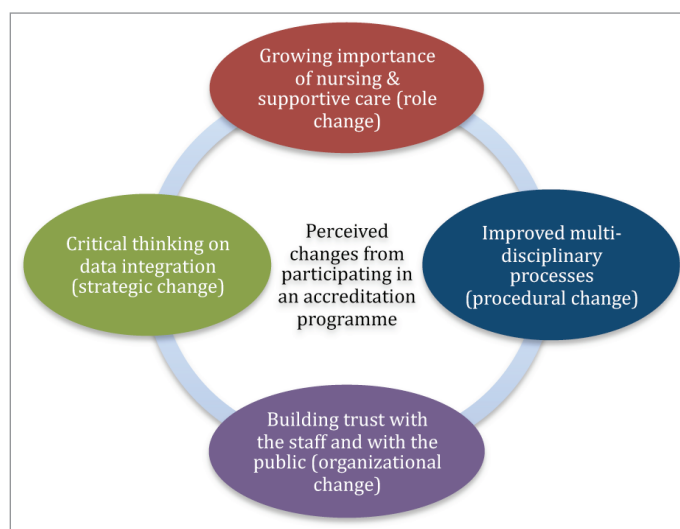 Growing importance
of nursing &
supportive care (role
change)
Critical thinking on
data integration
(strategic change)
Perceived
changes from
participating in
an accreditation
programme
Improved multi-
disciplinary
processes
(procedural change)
Building trust with
the staff and with the
public (organizational
change)